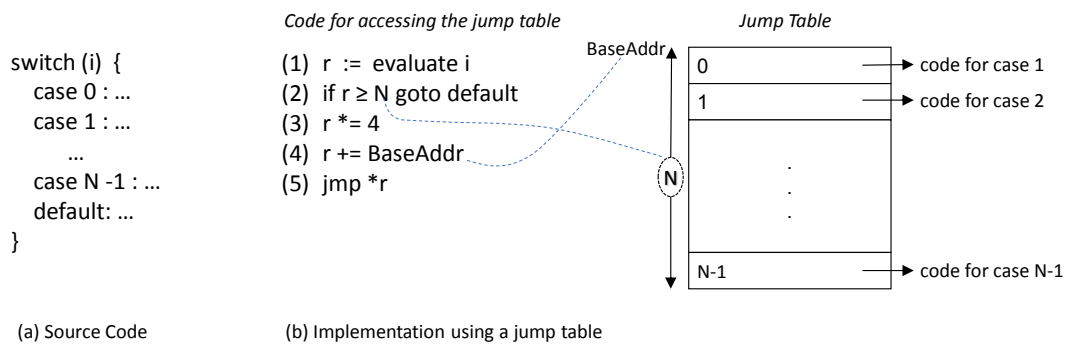 Code for accessing the jump table
Jump Table
switch (i) {
case 0 : ...
case 1 : ...
...
case N -1 : ...
default: ...
}
(1) r := evaluate i
(2) if r ≥ N goto default
(3) r *= 4
(4) r += BaseAddr
(5) jmp *r
BaseAddr
0
code for case 1
1
code for case 2
.
.
.
N
N-1
code for case N-1
(a) Source Code
(b) Implementation using a jump table